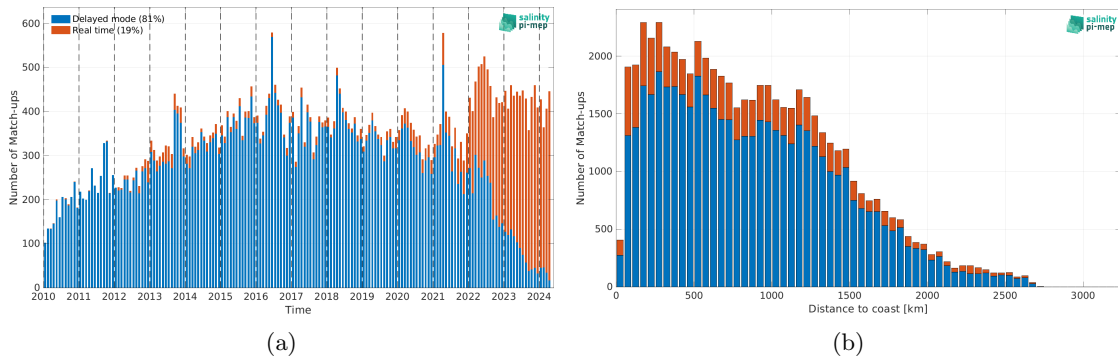 Delayed mode (81%)
Real time (19%)
salinity
pi-mep
600
500
400
300
200
100
0
Number of Match-ups
2010 2011 2012 2013 2014 2015 2016 2017 2018 2019 2020 2021 2022 2023 2024
Time
(a)
salinity
pi-mep
2000
1500
1000
500
0
Number of Match-ups
0 500 1000 1500 2000 2500 3000
Distance to coast [km]
(b)